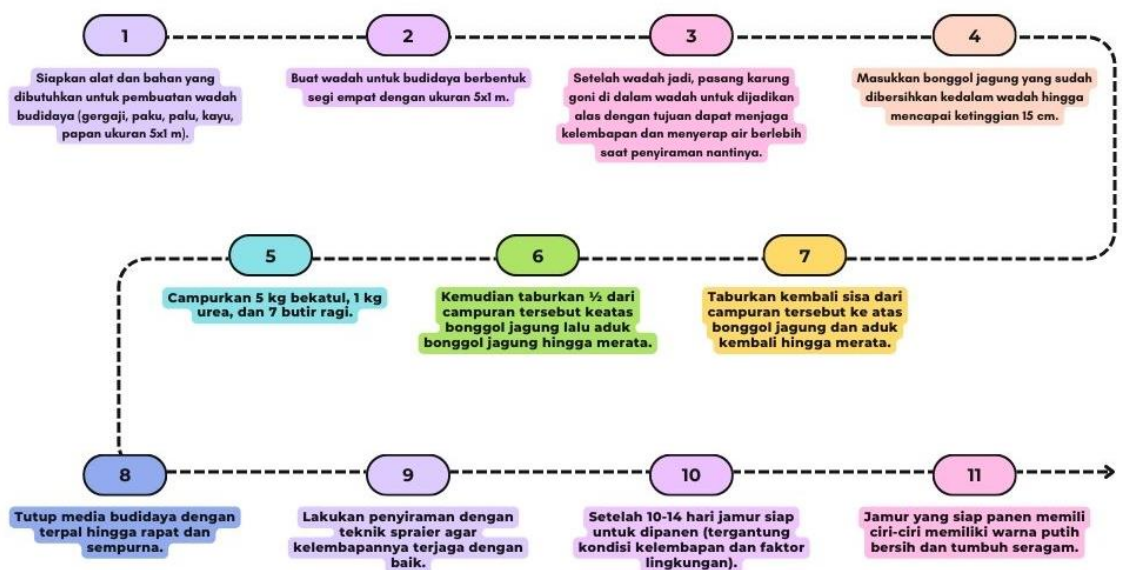 1
Siapkan alat dan bahan yang
dibutuhkan untuk pembuatan wadah
budidaya (gergaji, paku, palu, kayu,
papan ukuran 5x1 m).
2
Buat wadah untuk budidaya berbentuk
segi empat dengan ukuran 5x1 m.
3
Setelah wadah jadi, pasang karung
goni di dalam wadah untuk dijadikan
alas dengan tujuan dapat menjaga
kelembapan dan menyerap air berlebih
saat penyiraman nantinya.
4
Masukkan bonggol jagung yang sudah
dibersihkan kedalam wadah hingga
mencapai ketinggian 15 cm.
5
Campurkan 5 kg bekatul, 1 kg
urea, dan 7 butir ragi.
6
Kemudian taburkan ½ dari
campuran tersebut keatas
bonggol jagung lalu aduk
bonggol jagung hingga merata.
7
Taburkan kembali sisa dari
campuran tersebut ke atas
bonggol jagung dan aduk
kembali hingga merata.
8
Tutup media budidaya dengan
terpal hingga rapat dan
sempurna.
9
Lakukan penyiraman dengan
teknik spraier agar
kelembapannya terjaga dengan
baik.
10
Setelah 10-14 hari jamur siap
untuk dipanen (tergantung
kondisi kelembapan dan faktor
lingkungan).
11
Jamur yang siap panen memili
ciri-ciri memiliki warna putih
bersih dan tumbuh seragam.